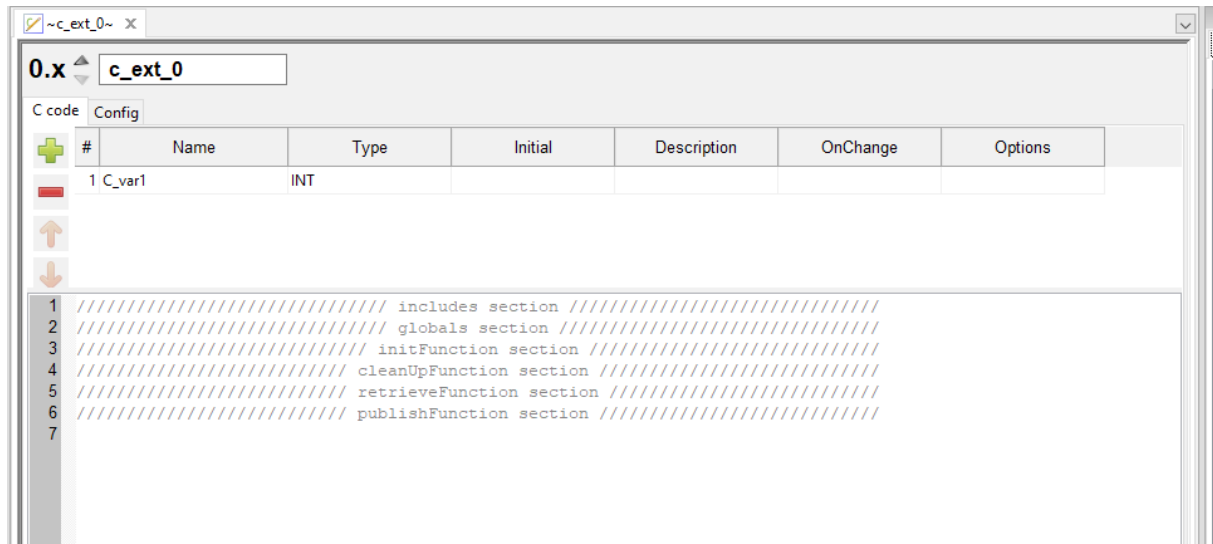 ~c_ext_0~ X
0.x c_ext_0
C code Config
# Name Type Initial Description OnChange Options
1 C_var1 INT
1 /////////////////////////////// includes section ///////////////////////////////
2 /////////////////////////////// globals section ////////////////////////////////
3 ///////////////////////////// initFunction section /////////////////////////////
4 /////////////////////////// cleanUpFunction section ////////////////////////////
5 /////////////////////////// retrieveFunction section ///////////////////////////
6 /////////////////////////// publishFunction section ////////////////////////////
7